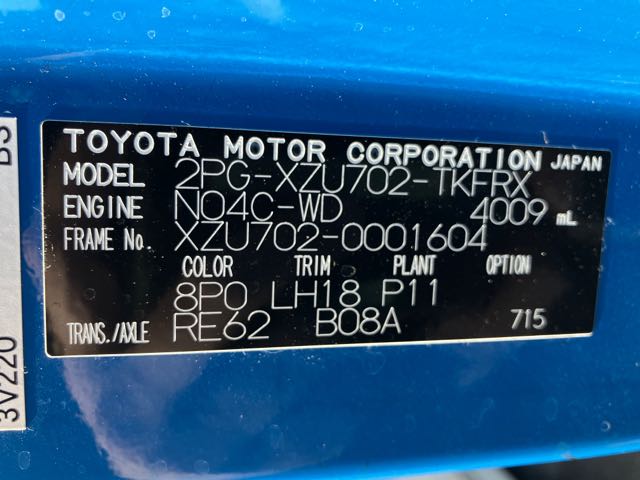 TOYOTA MOTOR CORPORATION JAPAN
MODEL 2PG-XZU702-TKFRX
ENGINE N04C-WD 4009 mL
FRAME No. XZU702-0001604
COLOR TRIM PLANT OPTION
8P0 LH18 P11
TRANS./AXLE RE62 B08A 715
3V220